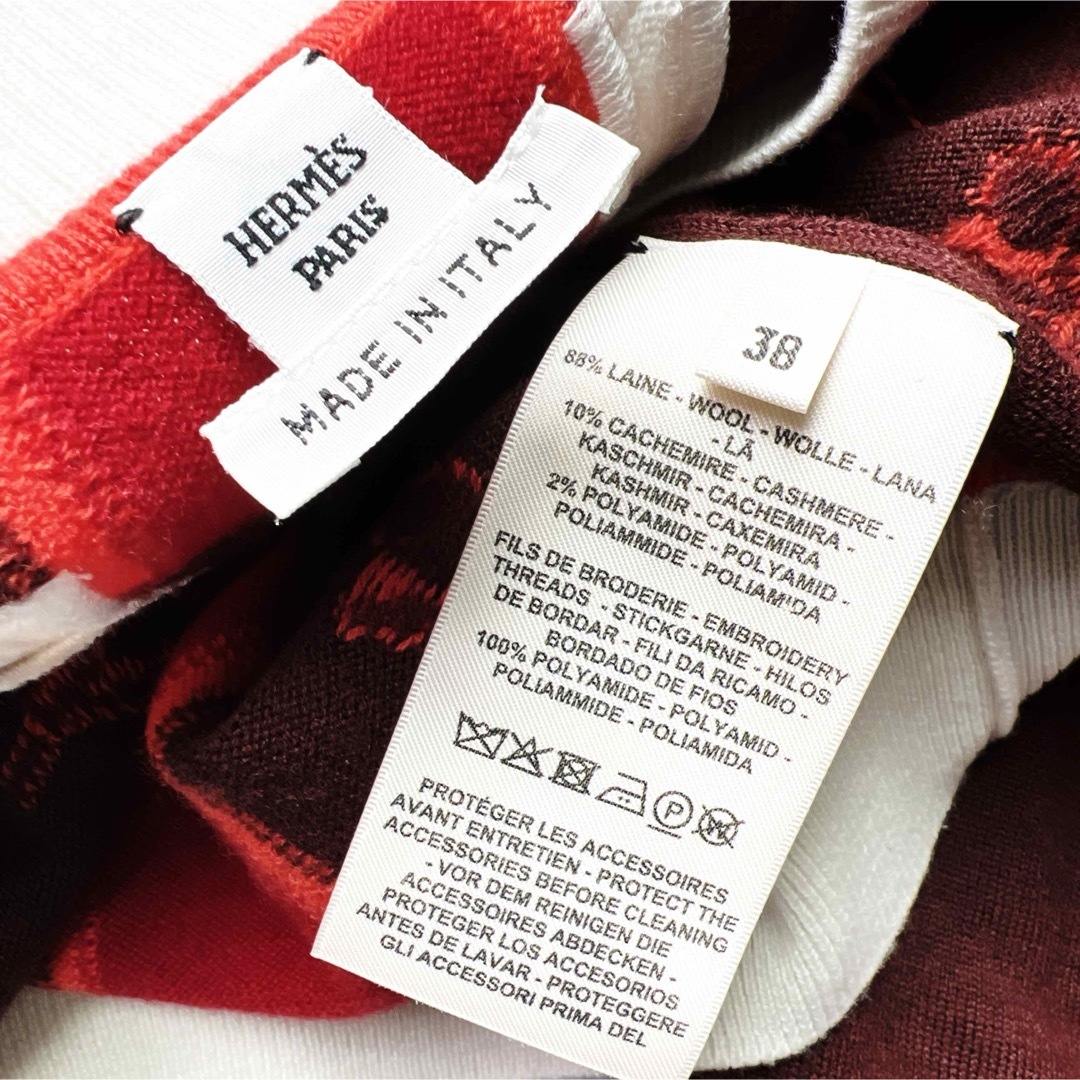 HERMÈS
PARIS
MADE IN ITALY
38
88% LAINE - WOOL - WOLLE - LANA
- LÃ
10% CACHEMIRE - CASHMERE -
KASCHMIR - CACHEMIRA -
KASHMIR - CAXEMIRA
2% POLYAMIDE - POLYAMID -
POLIAMMIDE - POLIAMIDA
FILS DE BRODERIE - EMBROIDERY
THREADS - STICKGARNE - HILOS
DE BORDAR - FILI DA RICAMO -
BORDADO DE FIOS
100% POLYAMIDE - POLYAMID -
POLIAMMIDE - POLIAMIDA
P
W
PROTÉGER LES ACCESSOIRES
AVANT ENTRETIEN - PROTECT THE
ACCESSORIES BEFORE CLEANING
- VOR DEM REINIGEN DIE
ACCESSOIRES ABDECKEN -
PROTEGER LOS ACCESORIOS
ANTES DE LAVAR - PROTEGGERE
GLI ACCESSORI PRIMA DEL